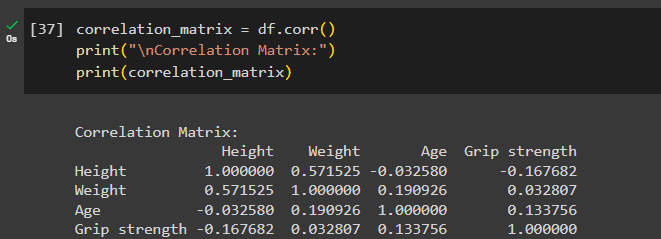 [37] correlation_matrix = df.corr()
print("\nCorrelation Matrix:")
print(correlation_matrix)
0s
Correlation Matrix:
Height Weight Age Grip strength
Height 1.000000 0.571525 -0.032580 -0.167682
Weight 0.571525 1.000000 0.190926 0.032807
Age -0.032580 0.190926 1.000000 0.133756
Grip strength -0.167682 0.032807 0.133756 1.000000